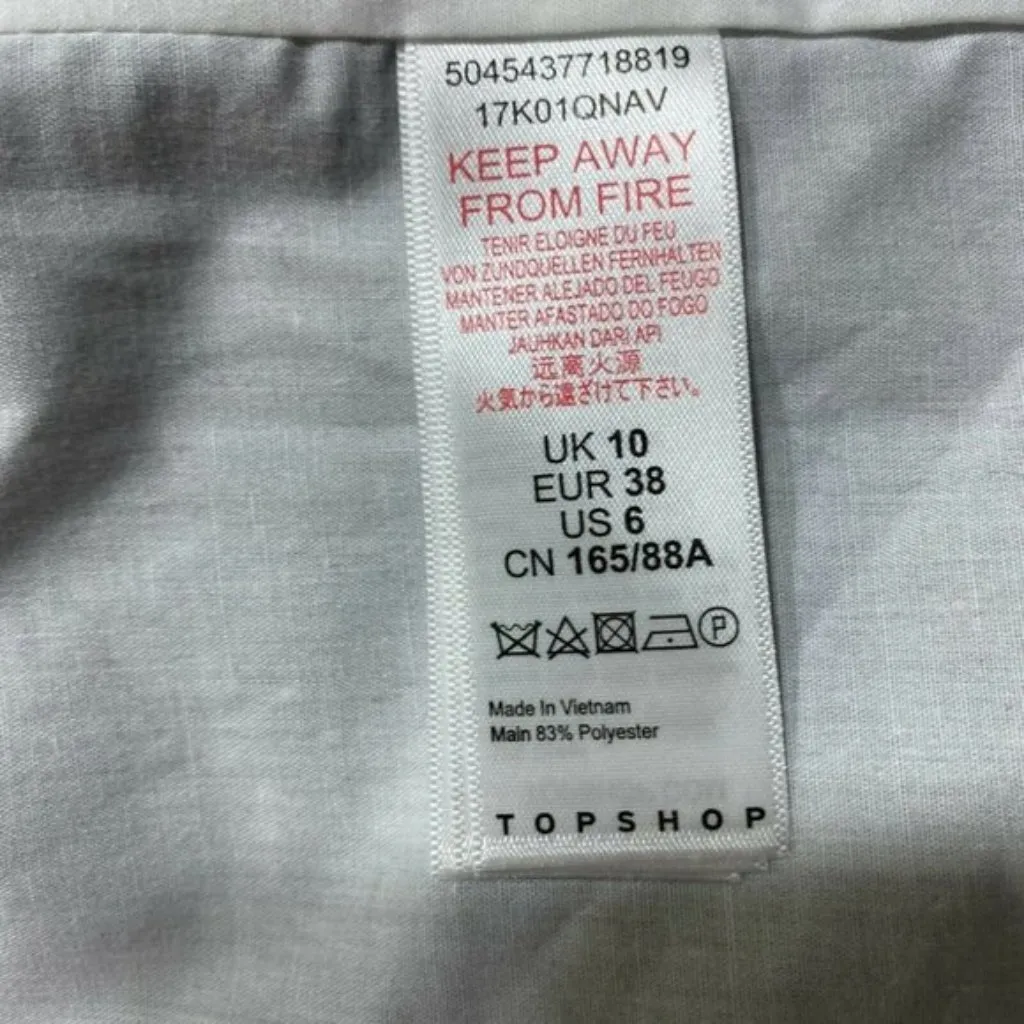 5045437718819
17K01QNAV
KEEP AWAY
FROM FIRE
TENIR ELOIGNE DU FEU
VON ZUNDQUELLEN FERNHALTEN
MANTENER ALEJADO DEL FEUGO
MANTER AFASTADO DO FOGO
JAUHKAN DARI API
远离火源
火気から遠ざけて下さい。
UK 10
EUR 38
US 6
CN 165/88A
P
Made In Vietnam
Main 83% Polyester
TOPSHOP